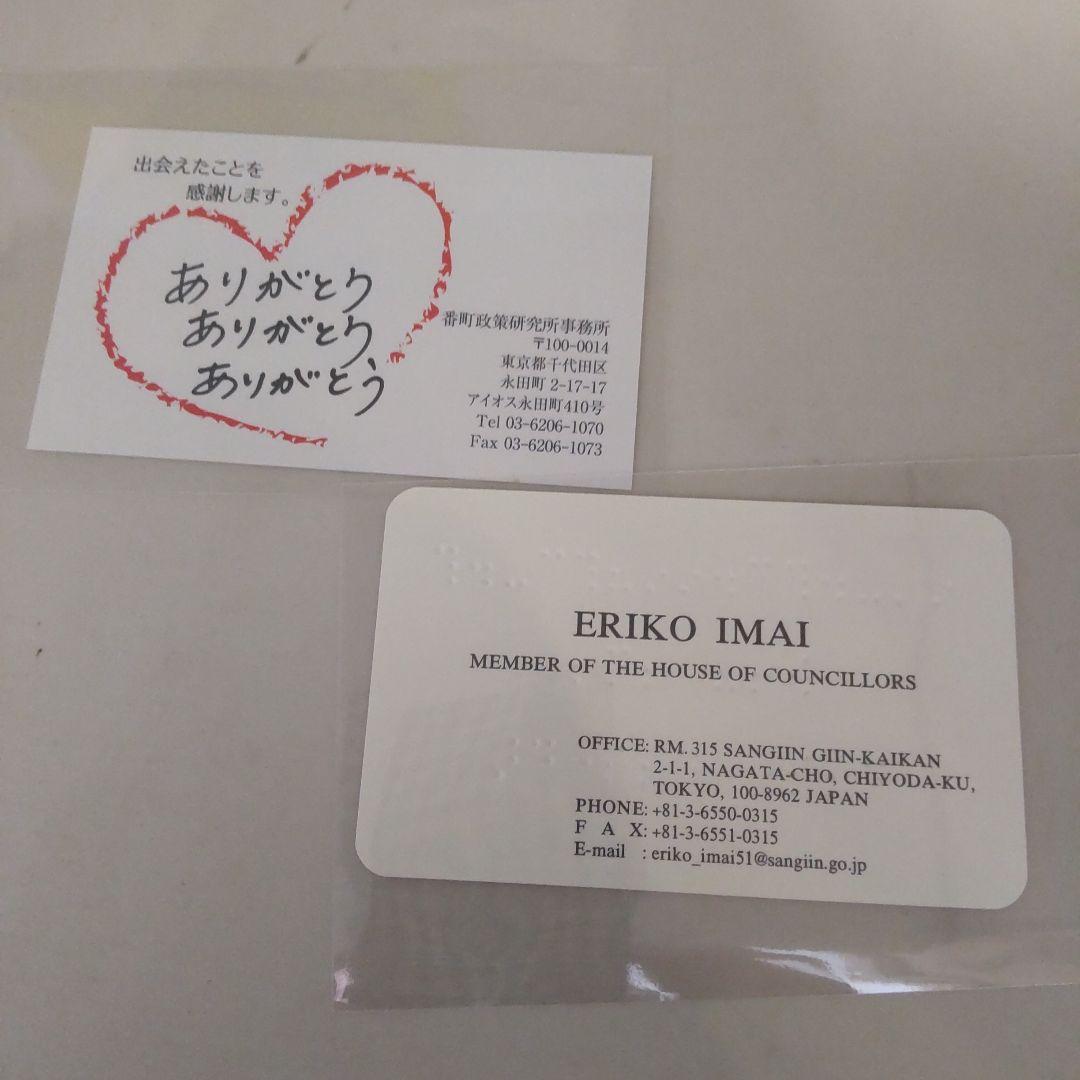 出会えたことを
感謝します。
ありがとう
ありがとう、
ありがとう
番町政策研究所事務所
〒100-0014
東京都千代田区
永田町 2-17-17
アイオス永田町410号
Tel 03-6206-1070
Fax 03-6206-1073
ERIKO IMAI
MEMBER OF THE HOUSE OF COUNCILLORS
OFFICE: RM. 315 SANGIIN GIIN-KAIKAN
2-1-1, NAGATA-CHO, CHIYODA-KU,
TOKYO, 100-8962 JAPAN
PHONE: +81-3-6550-0315
F A X: +81-3-6551-0315
E-mail : eriko_imai51@sangiin.go.jp